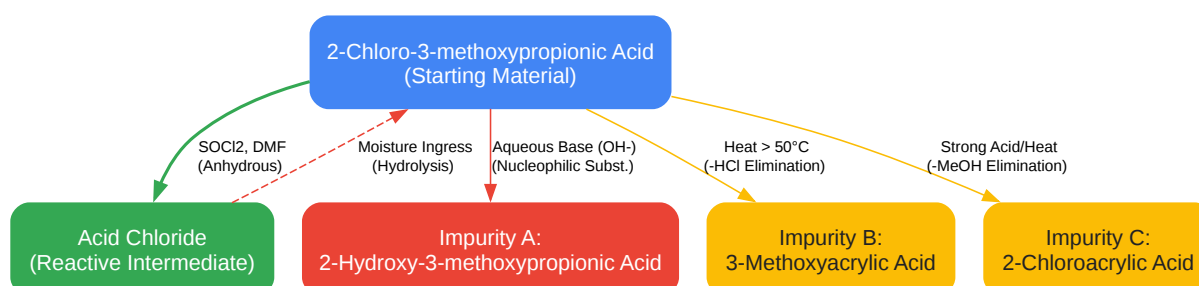 2-Chloro-3-methoxypropionic Acid
(Starting Material)
SOCl2, DMF
(Anhydrous)
Moisture Ingress
(Hydrolysis)
Aqueous Base (OH-)
(Nucleophilic Subst.)
Heat > 50°C
(-HCl Elimination)
Strong Acid/Heat
(-MeOH Elimination)
Acid Chloride
(Reactive Intermediate)
Impurity A:
2-Hydroxy-3-methoxypropionic Acid
Impurity B:
3-Methoxyacrylic Acid
Impurity C:
2-Chloroacrylic Acid